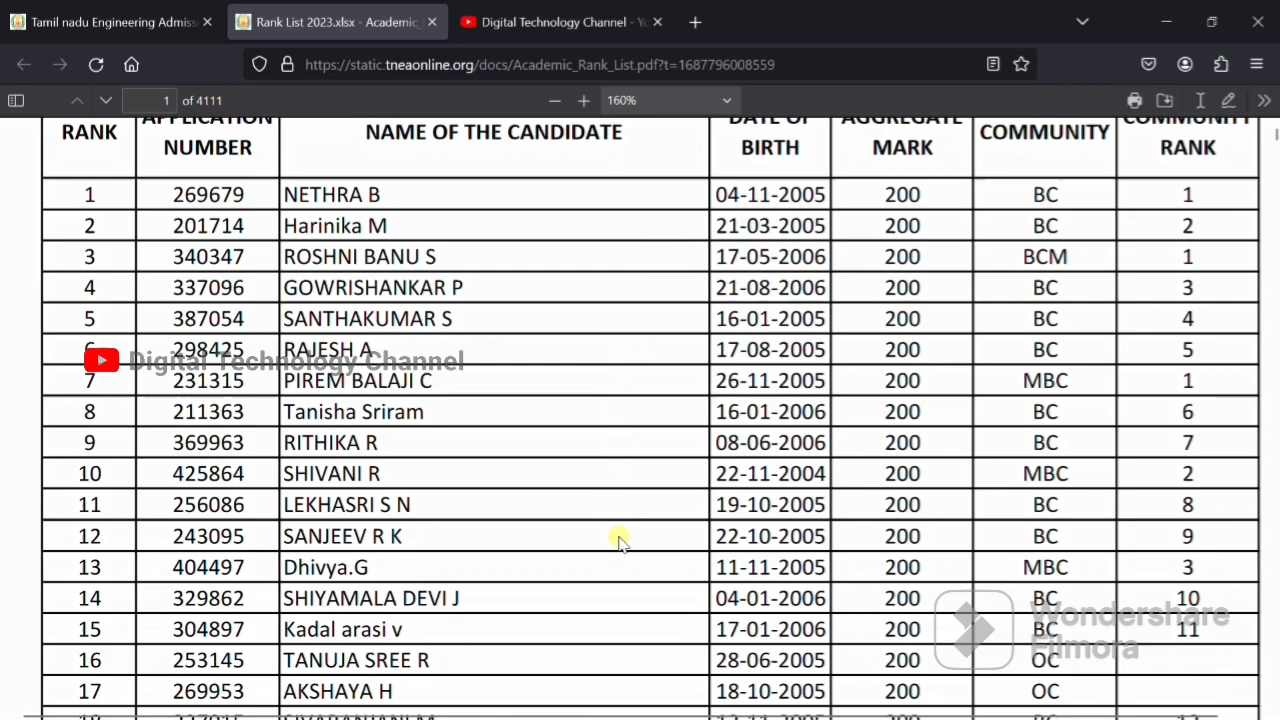 Tamil nadu Engineering Admiss
Rank List 2023.xlsx - Academic_
Digital Technology Channel - Yo
https://static.tneaonline.org/docs/Academic_Rank_List.pdf?t=1687796008559
1 of 4111
160%
RANK APPLICATION NUMBER NAME OF THE CANDIDATE DATE OF BIRTH AGGREGATE MARK COMMUNITY COMMUNITY RANK
1 269679 NETHRA B 04-11-2005 200 BC 1
2 201714 Harinika M 21-03-2005 200 BC 2
3 340347 ROSHNI BANU S 17-05-2006 200 BCM 1
4 337096 GOWRISHANKAR P 21-08-2006 200 BC 3
5 387054 SANTHAKUMAR S 16-01-2005 200 BC 4
6 298425 RAJESH A 17-08-2005 200 BC 5
Digital Technology Channel
7 231315 PIREM BALAJI C 26-11-2005 200 MBC 1
8 211363 Tanisha Sriram 16-01-2006 200 BC 6
9 369963 RITHIKA R 08-06-2006 200 BC 7
10 425864 SHIVANI R 22-11-2004 200 MBC 2
11 256086 LEKHASRI S N 19-10-2005 200 BC 8
12 243095 SANJEEV R K 22-10-2005 200 BC 9
13 404497 Dhivya.G 11-11-2005 200 MBC 3
14 329862 SHIYAMALA DEVI J 04-01-2006 200 BC 10
15 304897 Kadal arasi v 17-01-2006 200 BC 11
Wondershare
Filmora
16 253145 TANUJA SREE R 28-06-2005 200 OC
17 269953 AKSHAYA H 18-10-2005 200 OC